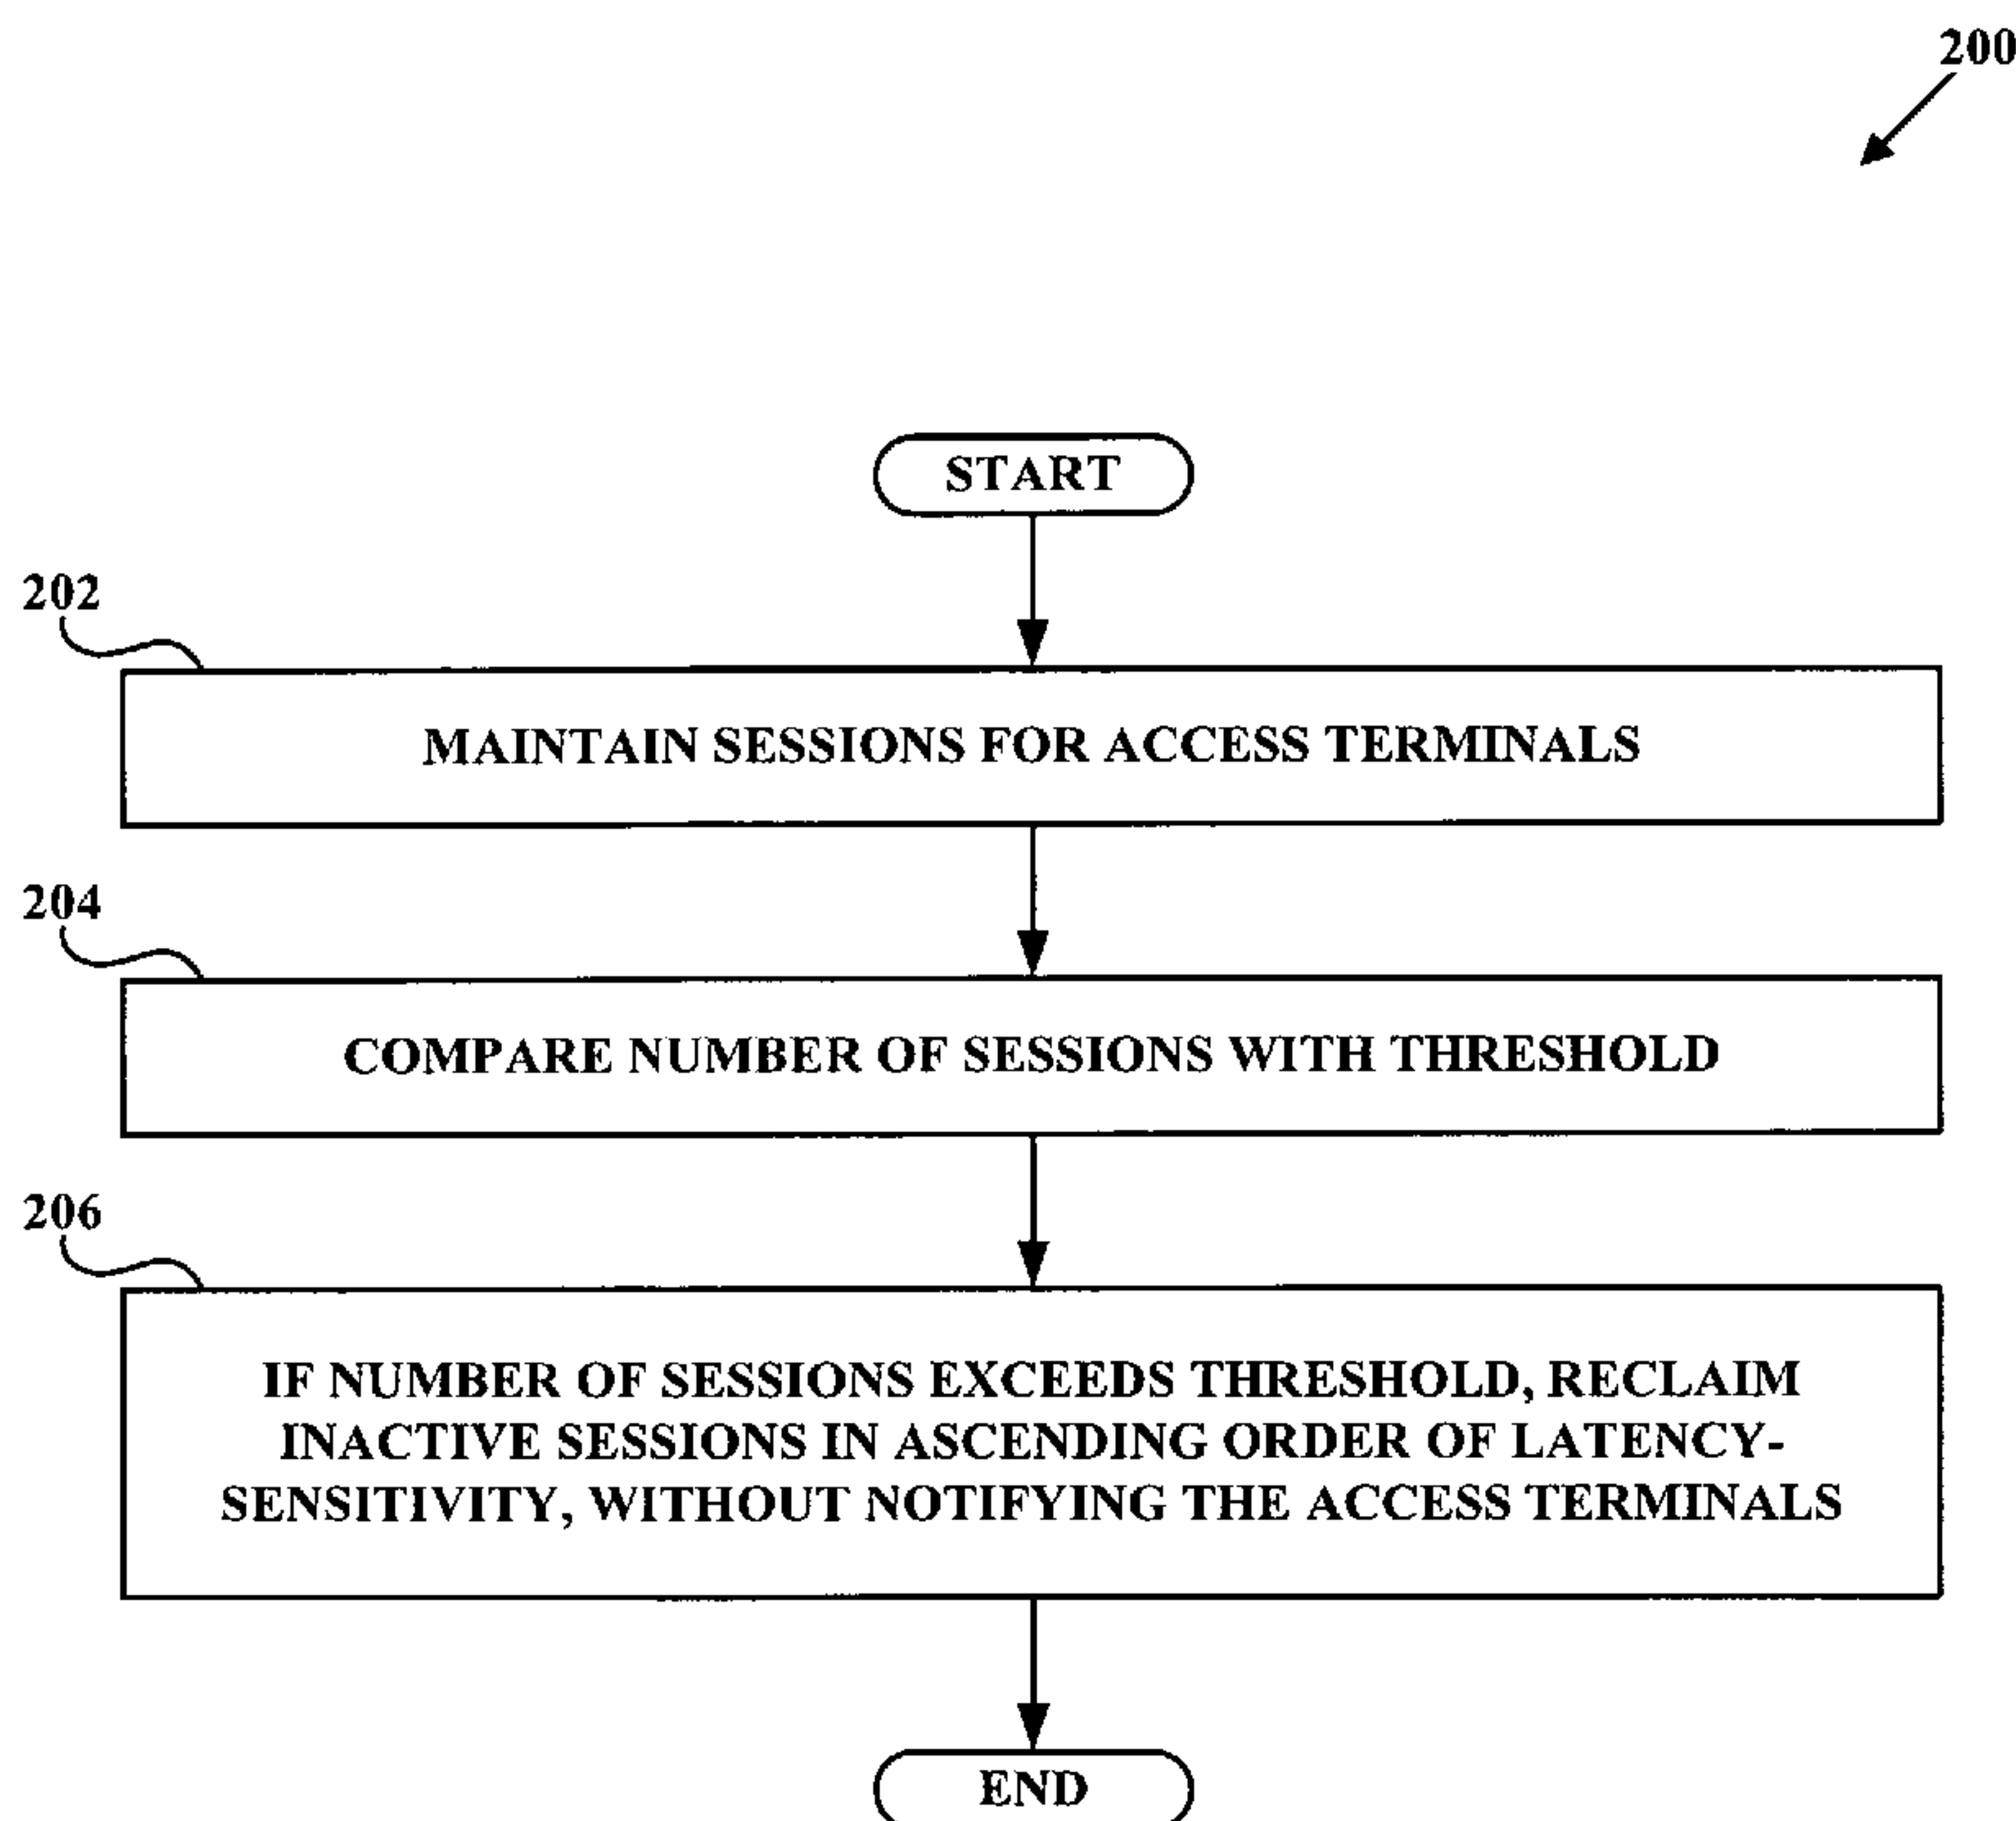 200
START
202
MAINTAIN SESSIONS FOR ACCESS TERMINALS
204
COMPARE NUMBER OF SESSIONS WITH THRESHOLD
206
IF NUMBER OF SESSIONS EXCEEDS THRESHOLD, RECLAIM
INACTIVE SESSIONS IN ASCENDING ORDER OF LATENCY-
SENSITIVITY, WITHOUT NOTIFYING THE ACCESS TERMINALS
END